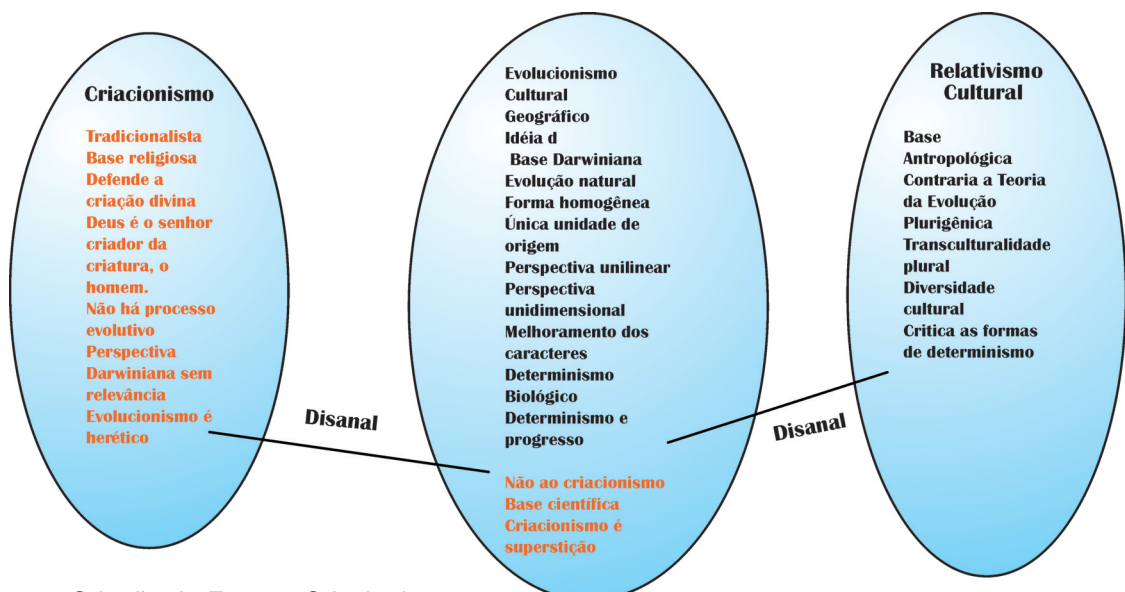 Criacionismo
Tradicionalista
Base religiosa
Defende a
criação divina
Deus é o senhor
criador da
criatura, o
homem.
Não há processo
evolutivo
Perspectiva
Darwiniana sem
relevância
Evolucionismo é
herético
Disanal
Evolucionismo
Cultural
Geográfico
Idéia d
Base Darwiniana
Evolução natural
Forma homogênea
Única unidade de
origem
Perspectiva unilinear
Perspectiva
unidimensional
Melhoramento dos
caracteres
Determinismo
Biológico
Determinismo e
progresso
Não ao criacionismo
Base científica
Criacionismo é
superstição
Disanal
Relativismo
Cultural
Base
Antropológica
Contraria a Teoria
da Evolução
Plurigênica
Transculturalidade
plural
Diversidade
cultural
Critica as formas
de determinismo